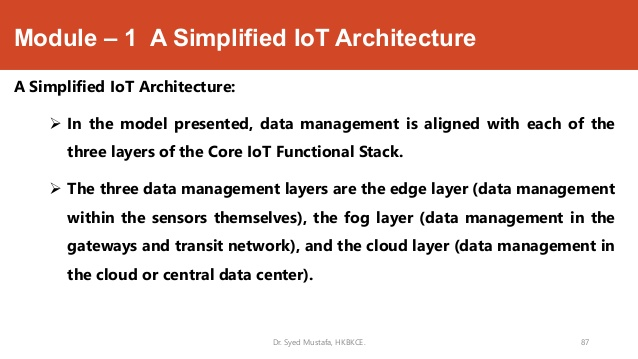 Module – 1 A Simplified IoT Architecture
A Simplified IoT Architecture:
➢ In the model presented, data management is aligned with each of the
three layers of the Core IoT Functional Stack.
➢ The three data management layers are the edge layer (data management
within the sensors themselves), the fog layer (data management in the
gateways and transit network), and the cloud layer (data management in
the cloud or central data center).
Dr. Syed Mustafa, HKBKCE.
87